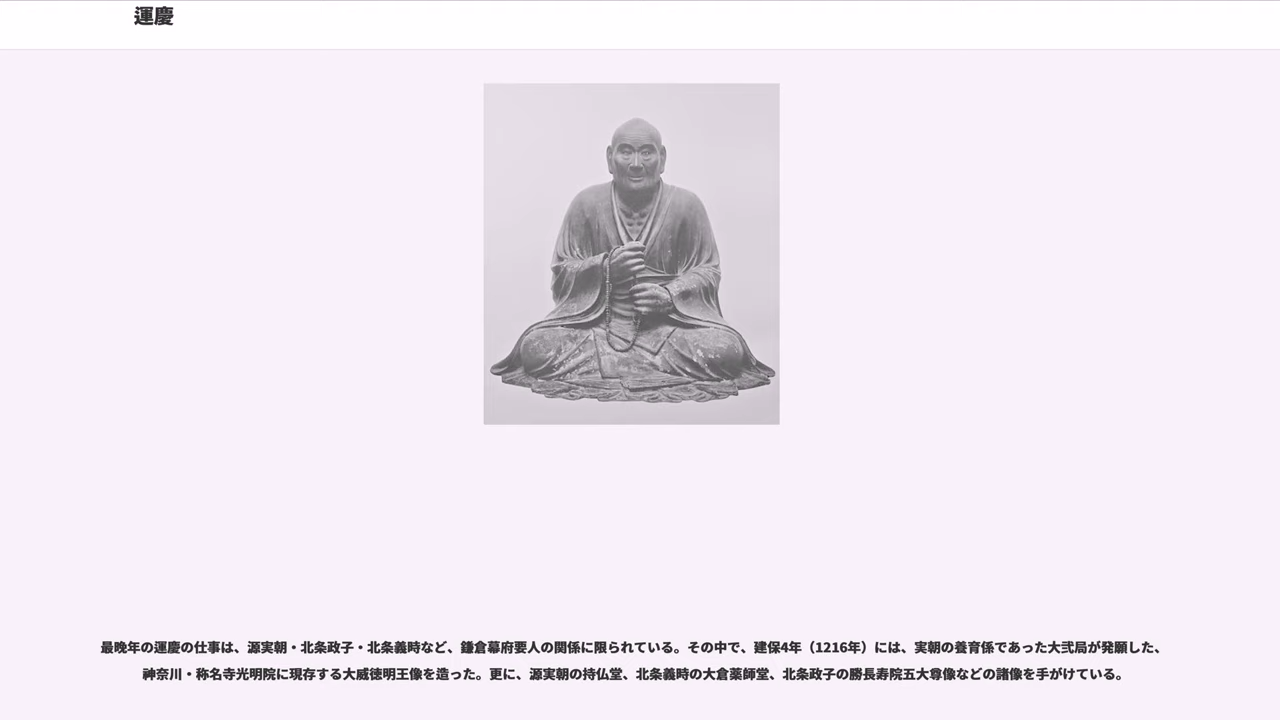 運慶
最晩年の運慶の仕事は、源実朝・北条政子・北条義時など、鎌倉幕府要人の関係に限られている。その中で、建保4年（1216年）には、実朝の養育係であった大弐局が発願した、
神奈川・称名寺光明院に現存する大威徳明王像を造った。更に、源実朝の持仏堂、北条義時の大倉薬師堂、北条政子の勝長寿院五大尊像などの諸像を手がけている。